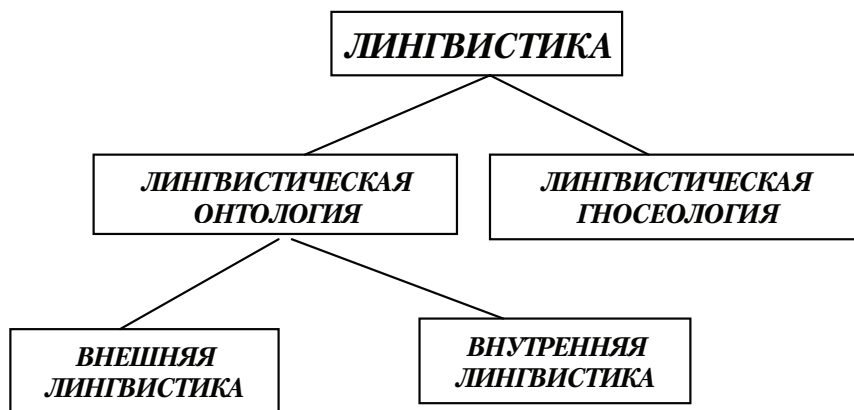 ЛИНГВИСТИКА
ЛИНГВИСТИЧЕСКАЯ
ОНТОЛОГИЯ
ЛИНГВИСТИЧЕСКАЯ
ГНОСЕОЛОГИЯ
ВНЕШНЯЯ
ЛИНГВИСТИКА
ВНУТРЕННЯЯ
ЛИНГВИСТИКА